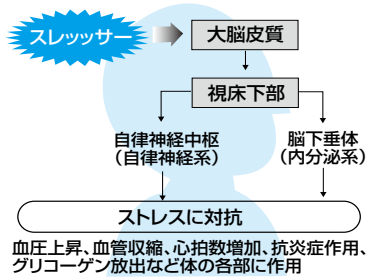 スレッサー
大脳皮質
視床下部
自律神経中枢
（自律神経系）
脳下垂体
（内分泌系）
ストレスに対抗
血圧上昇、血管収縮、心拍数増加、抗炎症作用、
グリコーゲン放出など体の各部に作用